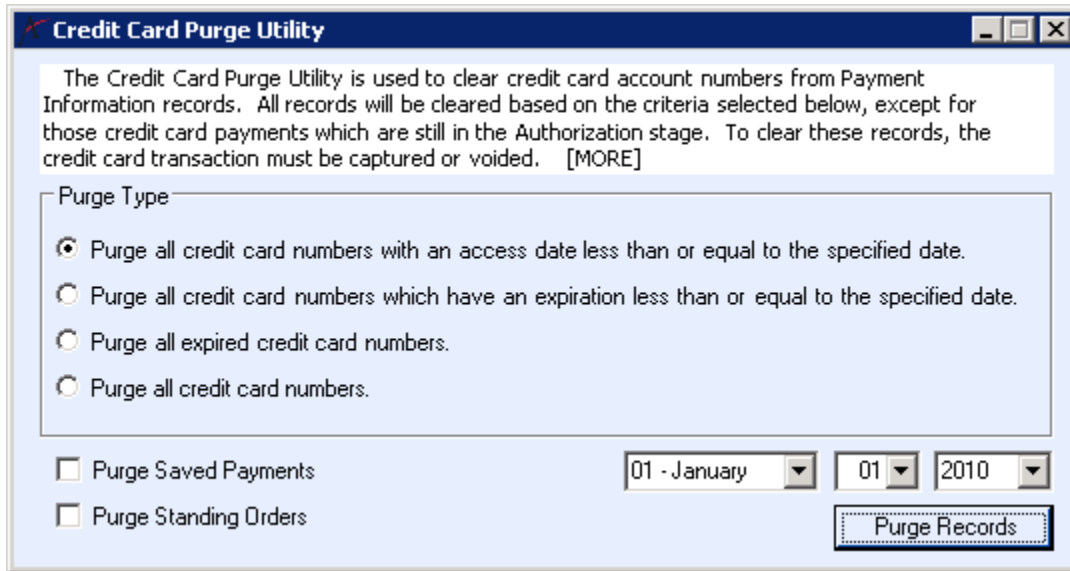 Credit Card Purge Utility
The Credit Card Purge Utility is used to clear credit card account numbers from Payment
Information records. All records will be cleared based on the criteria selected below, except for
those credit card payments which are still in the Authorization stage. To clear these records, the
credit card transaction must be captured or voided. [MORE]
Purge Type
Purge all credit card numbers with an access date less than or equal to the specified date.
Purge all credit card numbers which have an expiration less than or equal to the specified date.
Purge all expired credit card numbers.
Purge all credit card numbers.
Purge Saved Payments 01 - January 01 2010
Purge Standing Orders Purge Records